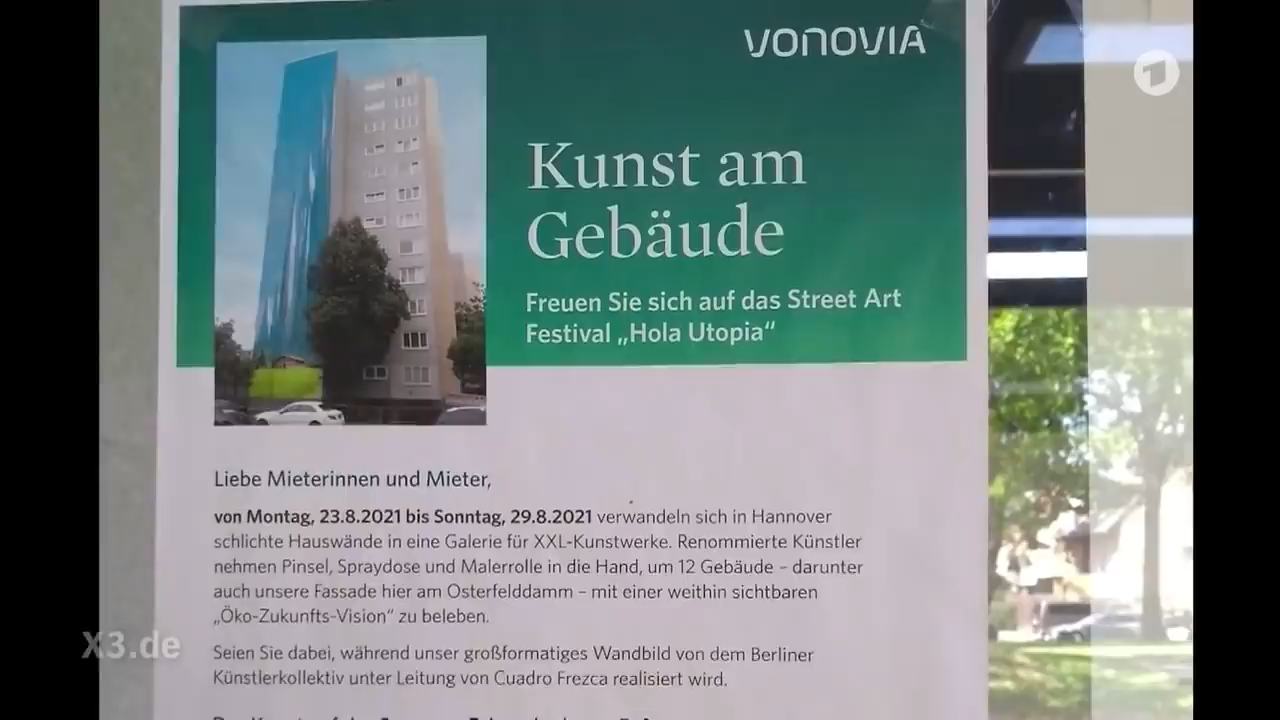 VONOVIA
1
Kunst am
Gebäude
Freuen Sie sich auf das Street Art
Festival „Hola Utopia“
Liebe Mieterinnen und Mieter,
von Montag, 23.8.2021 bis Sonntag, 29.8.2021 verwandeln sich in Hannover
schlichte Hauswände in eine Galerie für XXL-Kunstwerke. Renommierte Künstler
nehmen Pinsel, Spraydose und Malerrolle in die Hand, um 12 Gebäude – darunter
auch unsere Fassade hier am Osterfelddamm – mit einer weithin sichtbaren
„Öko-Zukunfts-Vision“ zu beleben.
X3.de
Seien Sie dabei, während unser großformatiges Wandbild von dem Berliner
Künstlerkollektiv unter Leitung von Cuadro Frezca realisiert wird.